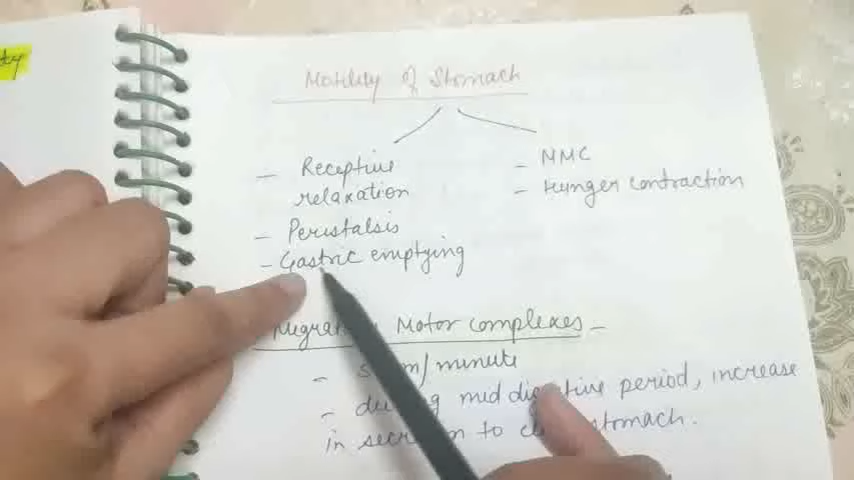 Motility of Stomach
- Receptive
relaxation
- Peristalsis
- Gastric emptying
- MMC
- Hunger contraction
Motor complexes -
- /minute
- mid period, increase
in to stomach.